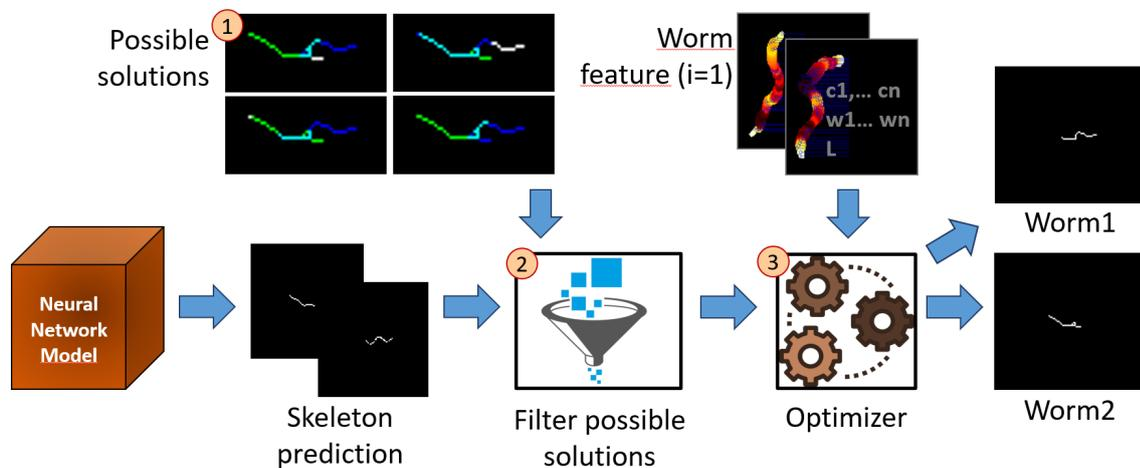 1
Possible
solutions
Worm
feature (i=1)
c1,... cn
w1... wn
L
Worm1
2
3
Neural
Network
Model
Worm2
Skeleton
prediction
Filter possible
solutions
Optimizer